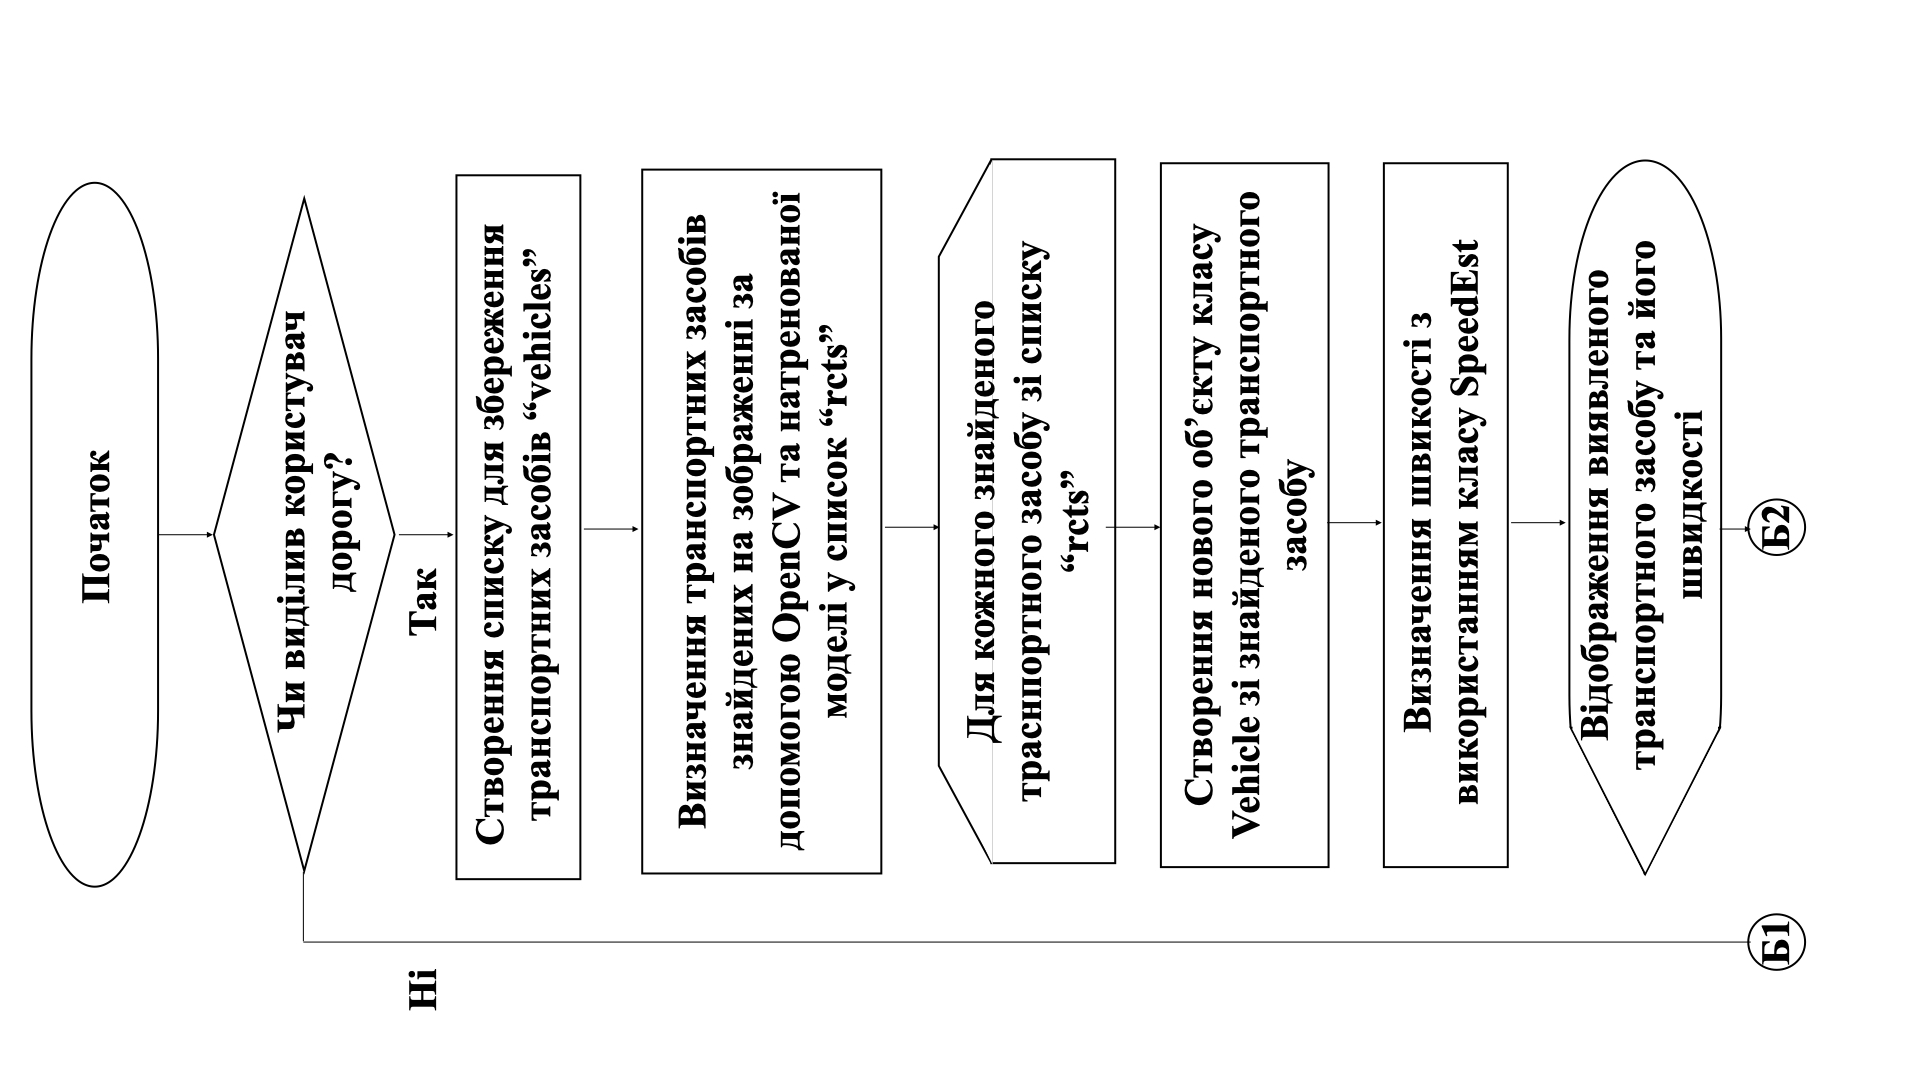 Початок
Чи виділив користувач
дорогу?
Так
Ні
Створення списку для збереження
транспортних засобів “vehicles”
Визначення транспортних засобів
знайдених на зображенні за
допомогою OpenCV та натренованої
моделі у список “rcts”
Для кожного знайденого
траснпортного засобу зі списку
“rcts”
Створення нового об’єкту класу
Vehicle зі знайденого транспортного
засобу
Визначення швикості з
використанням класу SpeedEst
Відображення виявленого
транспортного засобу та його
швидкості
Б1
Б2